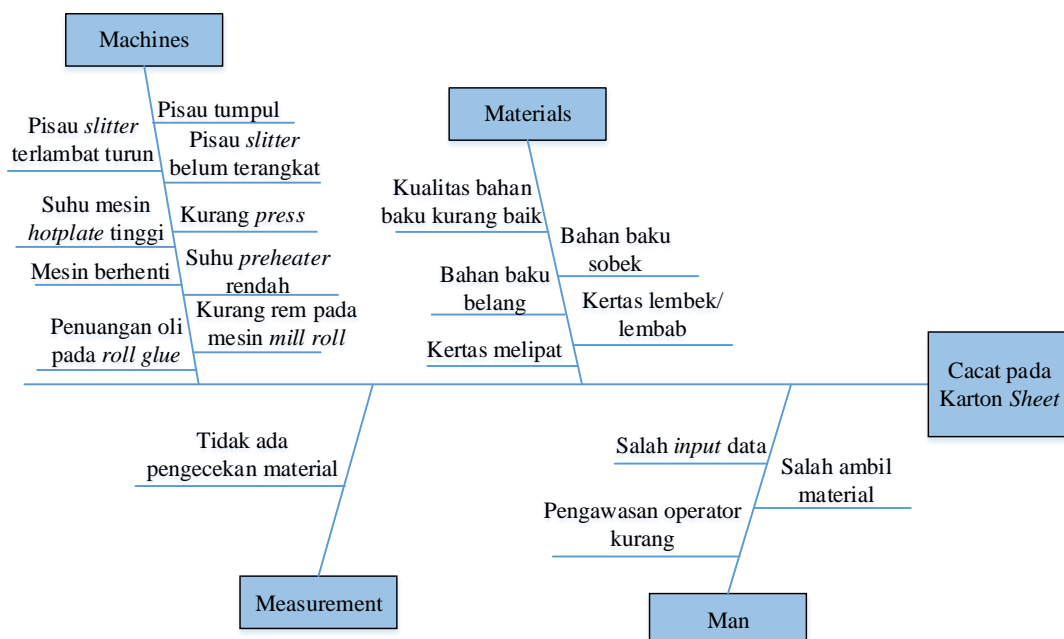 Machines
Pisau tumpul
Pisau slitter
terlambat turun
Pisau slitter
belum terangkat
Suhu mesin
hotplate tinggi
Kurang press
Mesin berhenti
Suhu preheater
rendah
Penuangan oli
pada roll glue
Kurang rem pada
mesin mill roll
Materials
Kualitas bahan
baku kurang baik
Bahan baku
sobek
Bahan baku
belang
Kertas lembek/
lembab
Kertas melipat
Cacat pada
Karton Sheet
Tidak ada
pengecekan material
Measurement
Salah input data
Salah ambil
material
Pengawasan operator
kurang
Man